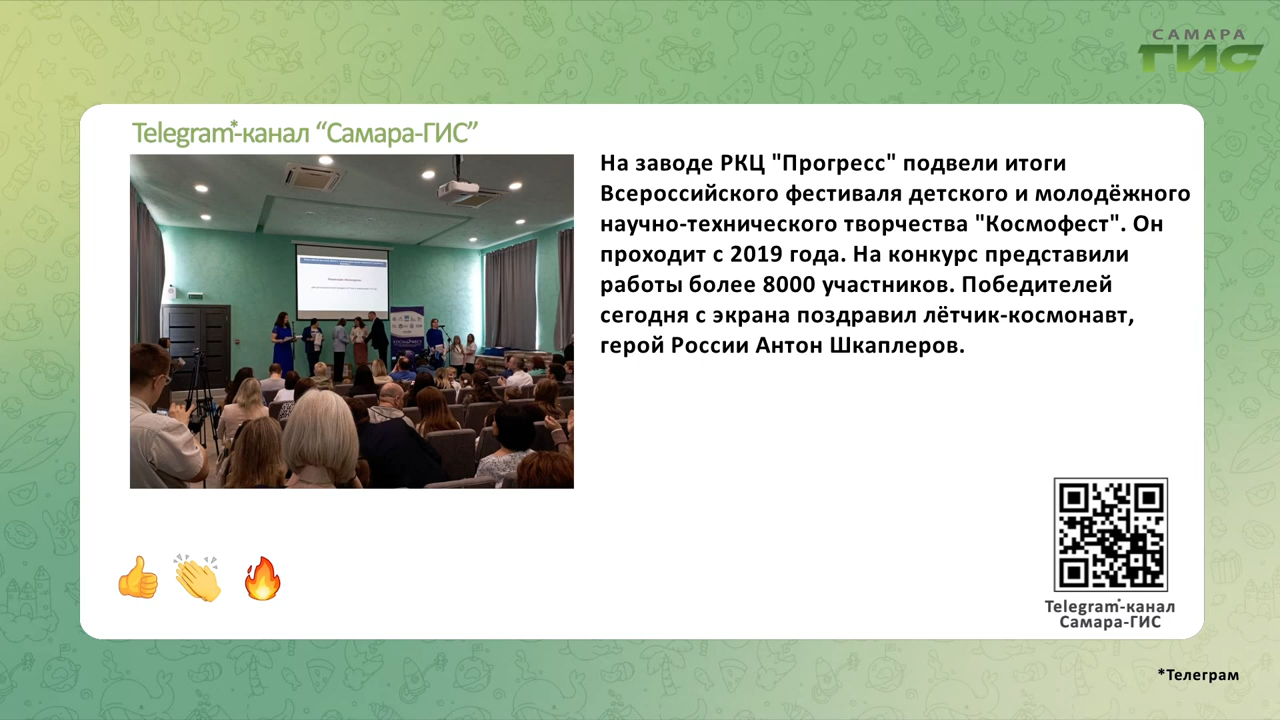 САМАРА
ГИС
Telegram*-канал “Самара-ГИС”
На заводе РКЦ "Прогресс" подвели итоги
Всероссийского фестиваля детского и молодёжного
научно-технического творчества "Космофест". Он
проходит с 2019 года. На конкурс представили
работы более 8000 участников. Победителей
сегодня с экрана поздравил лётчик-космонавт,
герой России Антон Шкаплеров.
Telegram*-канал
Самара-ГИС
*Телеграм